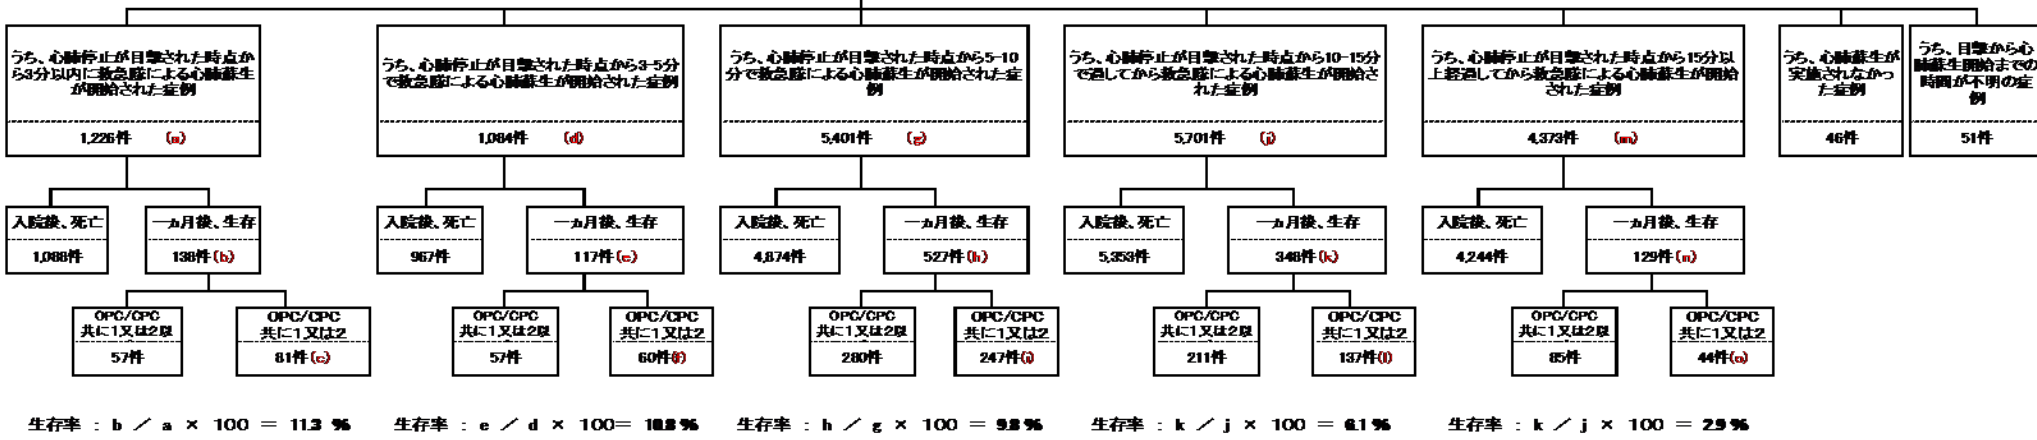 うち、心肺停止が目撃された時点か
ら3分以内に救急隊による心肺蘇生
が開始された症例
1,226件 (a)
うち、心肺停止が目撃された時点から3-5分
で救急隊による心肺蘇生が開始された症例
1,084件 (d)
うち、心肺停止が目撃された時点から5-10
分で救急隊による心肺蘇生が開始された症
例
5,401件 (g)
うち、心肺停止が目撃された時点から10-15分
で過してから救急隊による心肺蘇生が開始さ
れた症例
5,701件 (j)
うち、心肺停止が目撃された時点から15分以
上経過してから救急隊による心肺蘇生が開始
された症例
4,373件 (m)
うち、心肺蘇生が
実施されなかっ
た症例
46件
うち、目撃から心
肺蘇生開始までの
時間が不明の症
例
51件
入院後、死亡
1,088件
一ヵ月後、生存
138件(b)
入院後、死亡
967件
一ヵ月後、生存
117件(e)
入院後、死亡
4,874件
一ヵ月後、生存
527件(h)
入院後、死亡
5,353件
一ヵ月後、生存
348件(k)
入院後、死亡
4,244件
一ヵ月後、生存
129件(n)
OPC/CPC
共に1又は2以
57件
OPC/CPC
共に1又は2
81件(c)
OPC/CPC
共に1又は2以
57件
OPC/CPC
共に1又は2
60件(f)
OPC/CPC
共に1又は2以
280件
OPC/CPC
共に1又は2
247件(i)
OPC/CPC
共に1又は2以
211件
OPC/CPC
共に1又は2
137件(l)
OPC/CPC
共に1又は2以
85件
OPC/CPC
共に1又は2
44件(o)
生存率 : b / a × 100 = 11.3 %
生存率 : e / d × 100= 10.8 %
生存率 : h / g × 100 = 9.8 %
生存率 : k / j × 100 = 6.1 %
生存率 : k / j × 100 = 2.9 %